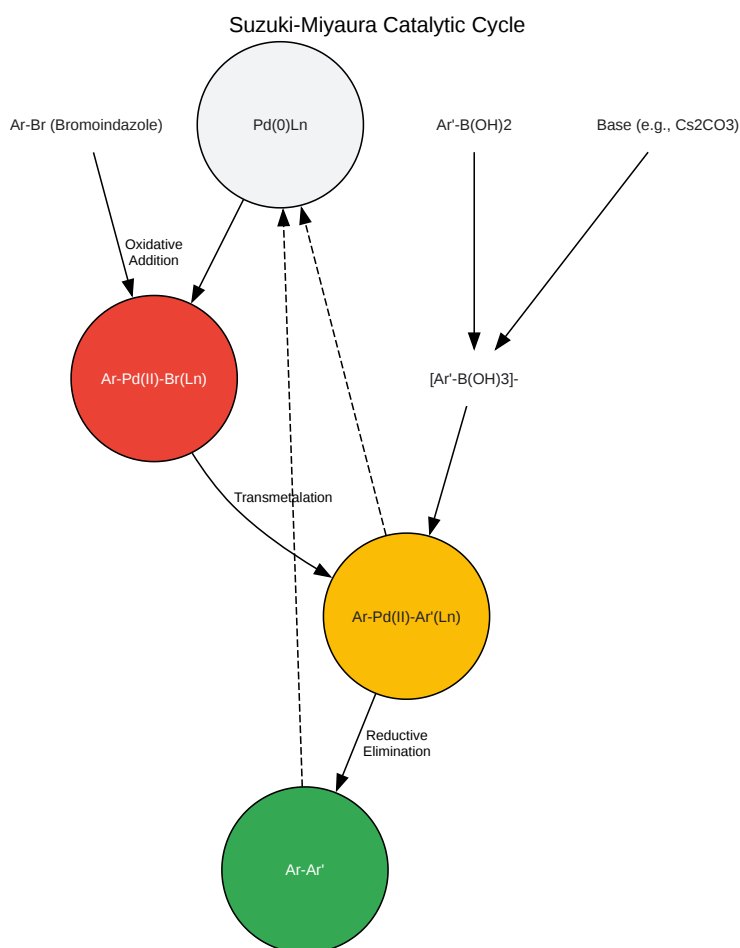 Suzuki-Miyaura Catalytic Cycle
Ar-Br (Bromoindazole)
Pd(0)Ln
Ar'-B(OH)2
Base (e.g., Cs2CO3)
Oxidative
Addition
Ar-Pd(II)-Br(Ln)
[Ar'-B(OH)3]-
Transmetalation
Ar-Pd(II)-Ar'(Ln)
Reductive
Elimination
Ar-Ar'